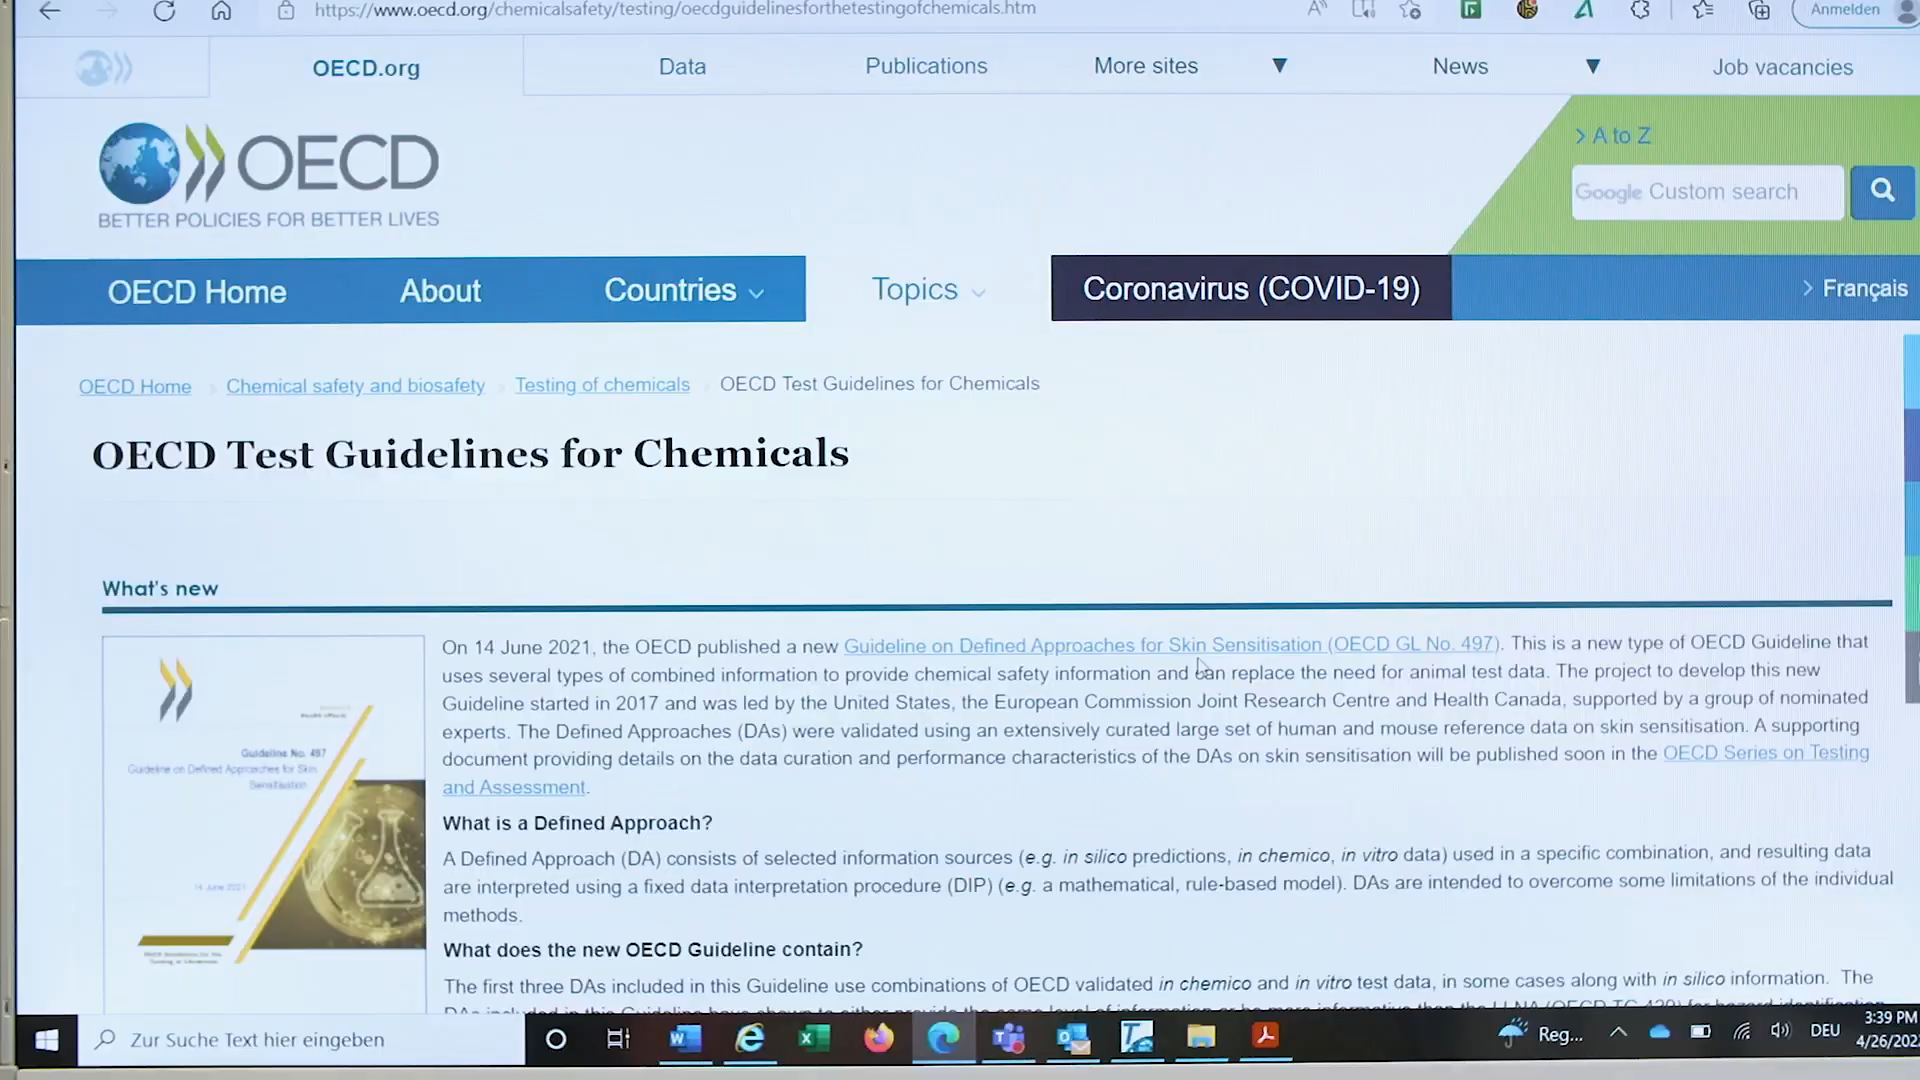 https://www.oecd.org/chemicalsafety/testing/oecdguidelinesforthetestingofchemicals.htm
Anmelden
OECD.org
Data
Publications
More sites
News
Job vacancies
OECD
BETTER POLICIES FOR BETTER LIVES
A to Z
Google Custom search
OECD Home
About
Countries
Topics
Coronavirus (COVID-19)
Français
OECD Home
Chemical safety and biosafety
Testing of chemicals
OECD Test Guidelines for Chemicals
OECD Test Guidelines for Chemicals
What's new
On 14 June 2021, the OECD published a new Guideline on Defined Approaches for Skin Sensitisation (OECD GL No. 497). This is a new type of OECD Guideline that
uses several types of combined information to provide chemical safety information and can replace the need for animal test data. The project to develop this new
Guideline started in 2017 and was led by the United States, the European Commission Joint Research Centre and Health Canada, supported by a group of nominated
experts. The Defined Approaches (DAs) were validated using an extensively curated large set of human and mouse reference data on skin sensitisation. A supporting
document providing details on the data curation and performance characteristics of the DAs on skin sensitisation will be published soon in the OECD Series on Testing
and Assessment.
Guideline No. 497
Guideline on Defined Approaches for Skin
Sensitisation
14 June 2021
What is a Defined Approach?
A Defined Approach (DA) consists of selected information sources (e.g. in silico predictions, in chemico, in vitro data) used in a specific combination, and resulting data
are interpreted using a fixed data interpretation procedure (DIP) (e.g. a mathematical, rule-based model). DAs are intended to overcome some limitations of the individual
methods.
What does the new OECD Guideline contain?
The first three DAs included in this Guideline use combinations of OECD validated in chemico and in vitro test data, in some cases along with in silico information. The
Zur Suche Text hier eingeben
Reg...
DEU
3:39 PM
4/26/202